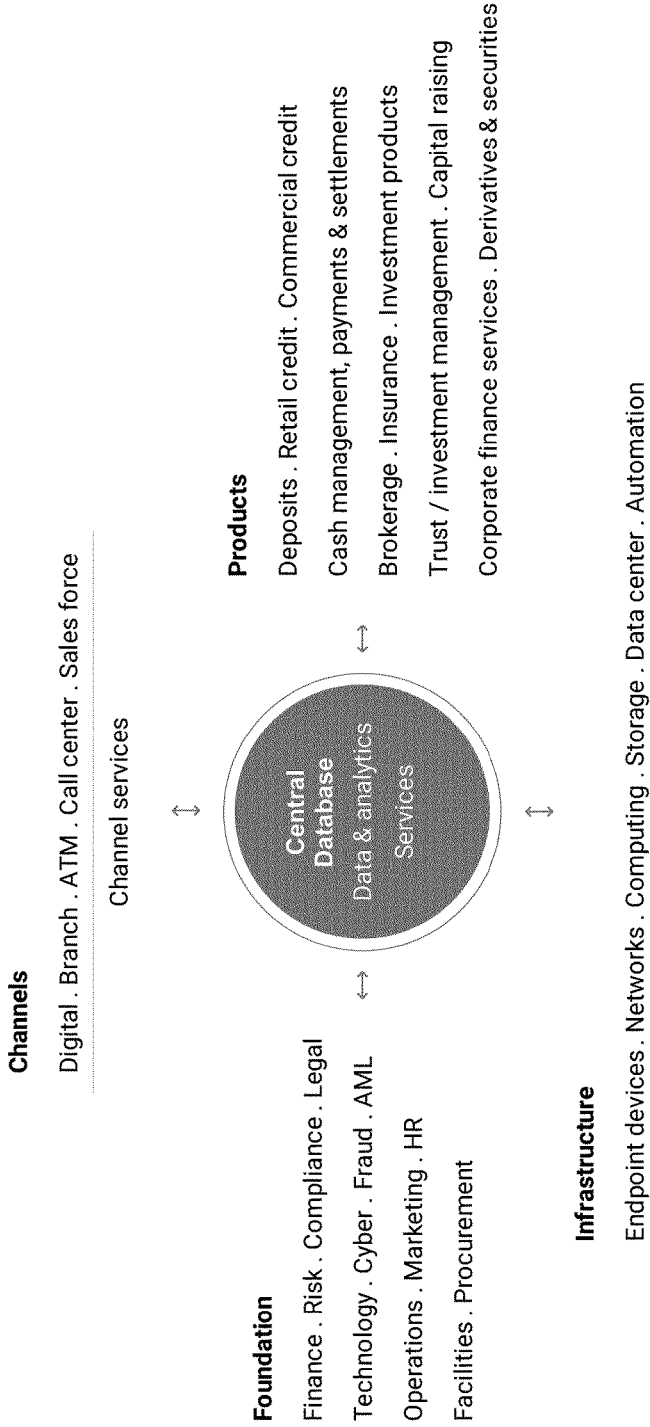 Channels
Digital . Branch . ATM . Call center . Sales force
Channel services
Foundation
Finance . Risk . Compliance . Legal
Technology . Cyber . Fraud . AML
Operations . Marketing . HR
Facilities . Procurement
Central
Database
Data & analytics
Services
Products
Deposits . Retail credit . Commercial credit
Cash management, payments & settlements
Brokerage . Insurance . Investment products
Trust / investment management . Capital raising
Corporate finance services . Derivatives & securities
Infrastructure
Endpoint devices . Networks . Computing . Storage . Data center . Automation